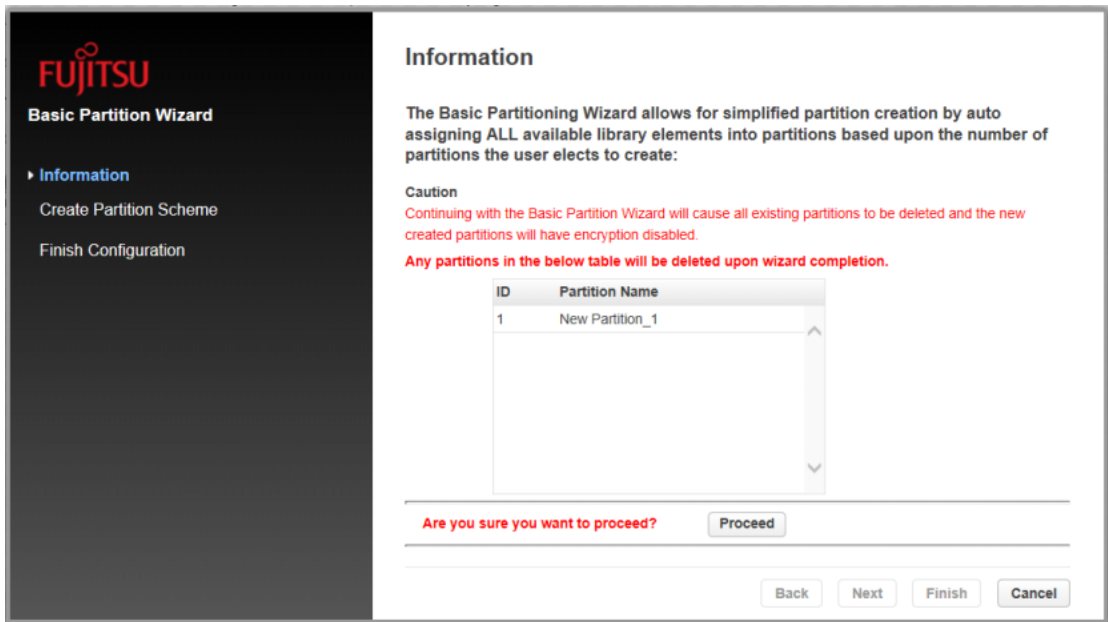 FUJITSU
Basic Partition Wizard
Information
Create Partition Scheme
Finish Configuration
Information
The Basic Partitioning Wizard allows for simplified partition creation by auto
assigning ALL available library elements into partitions based upon the number of
partitions the user elects to create:
Caution
Continuing with the Basic Partition Wizard will cause all existing partitions to be deleted and the new
created partitions will have encryption disabled.
Any partitions in the below table will be deleted upon wizard completion.
ID Partition Name
1 New Partition_1
Are you sure you want to proceed? Proceed
Back Next Finish Cancel